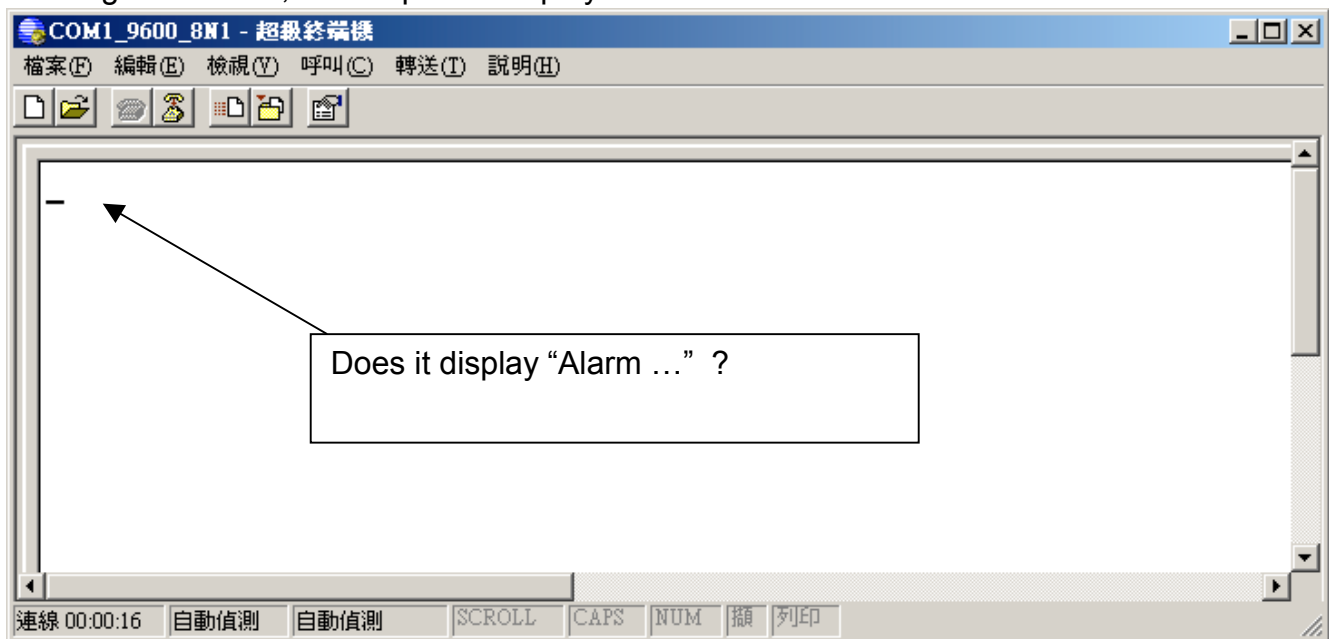 COM1_9600_8N1 - 超級終端機
檔案(F) 編輯(E) 檢視(V) 呼叫(C) 轉送(T) 說明(H)
Does it display “Alarm …” ?
連線 00:00:16 自動偵測 自動偵測 SCROLL CAPS NUM 擷 列印